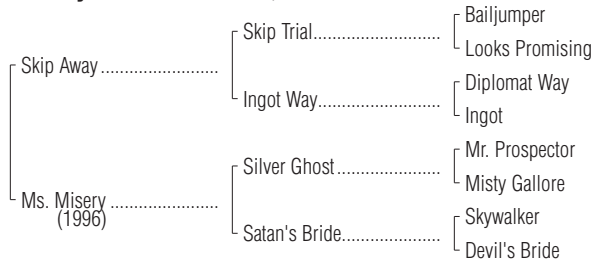 Bailjumper
Skip Trial
Looks Promising
Skip Away
Diplomat Way
Ingot Way
Ingot
Mr. Prospector
Silver Ghost
Misty Gallore
Ms. Misery
(1996)
Skywalker
Satan's Bride
Devil's Bride